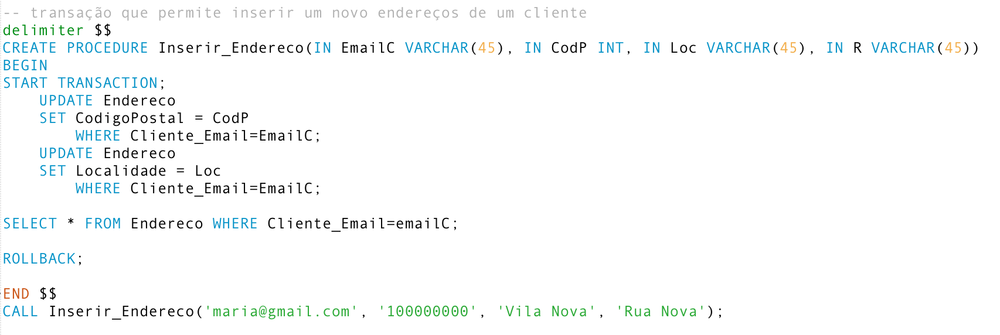 -- transação que permite inserir um novo endereços de um cliente
delimiter $$
CREATE PROCEDURE Inserir_Endereco(IN EmailC VARCHAR(45), IN CodP INT, IN Loc VARCHAR(45), IN R VARCHAR(45))
BEGIN
START TRANSACTION;
UPDATE Endereco
SET CodigoPostal = CodP
WHERE Cliente_Email=EmailC;
UPDATE Endereco
SET Localidade = Loc
WHERE Cliente_Email=EmailC;
SELECT * FROM Endereco WHERE Cliente_Email=emailC;
ROLLBACK;
END $$
CALL Inserir_Endereco('maria@gmail.com', '100000000', 'Vila Nova', 'Rua Nova');